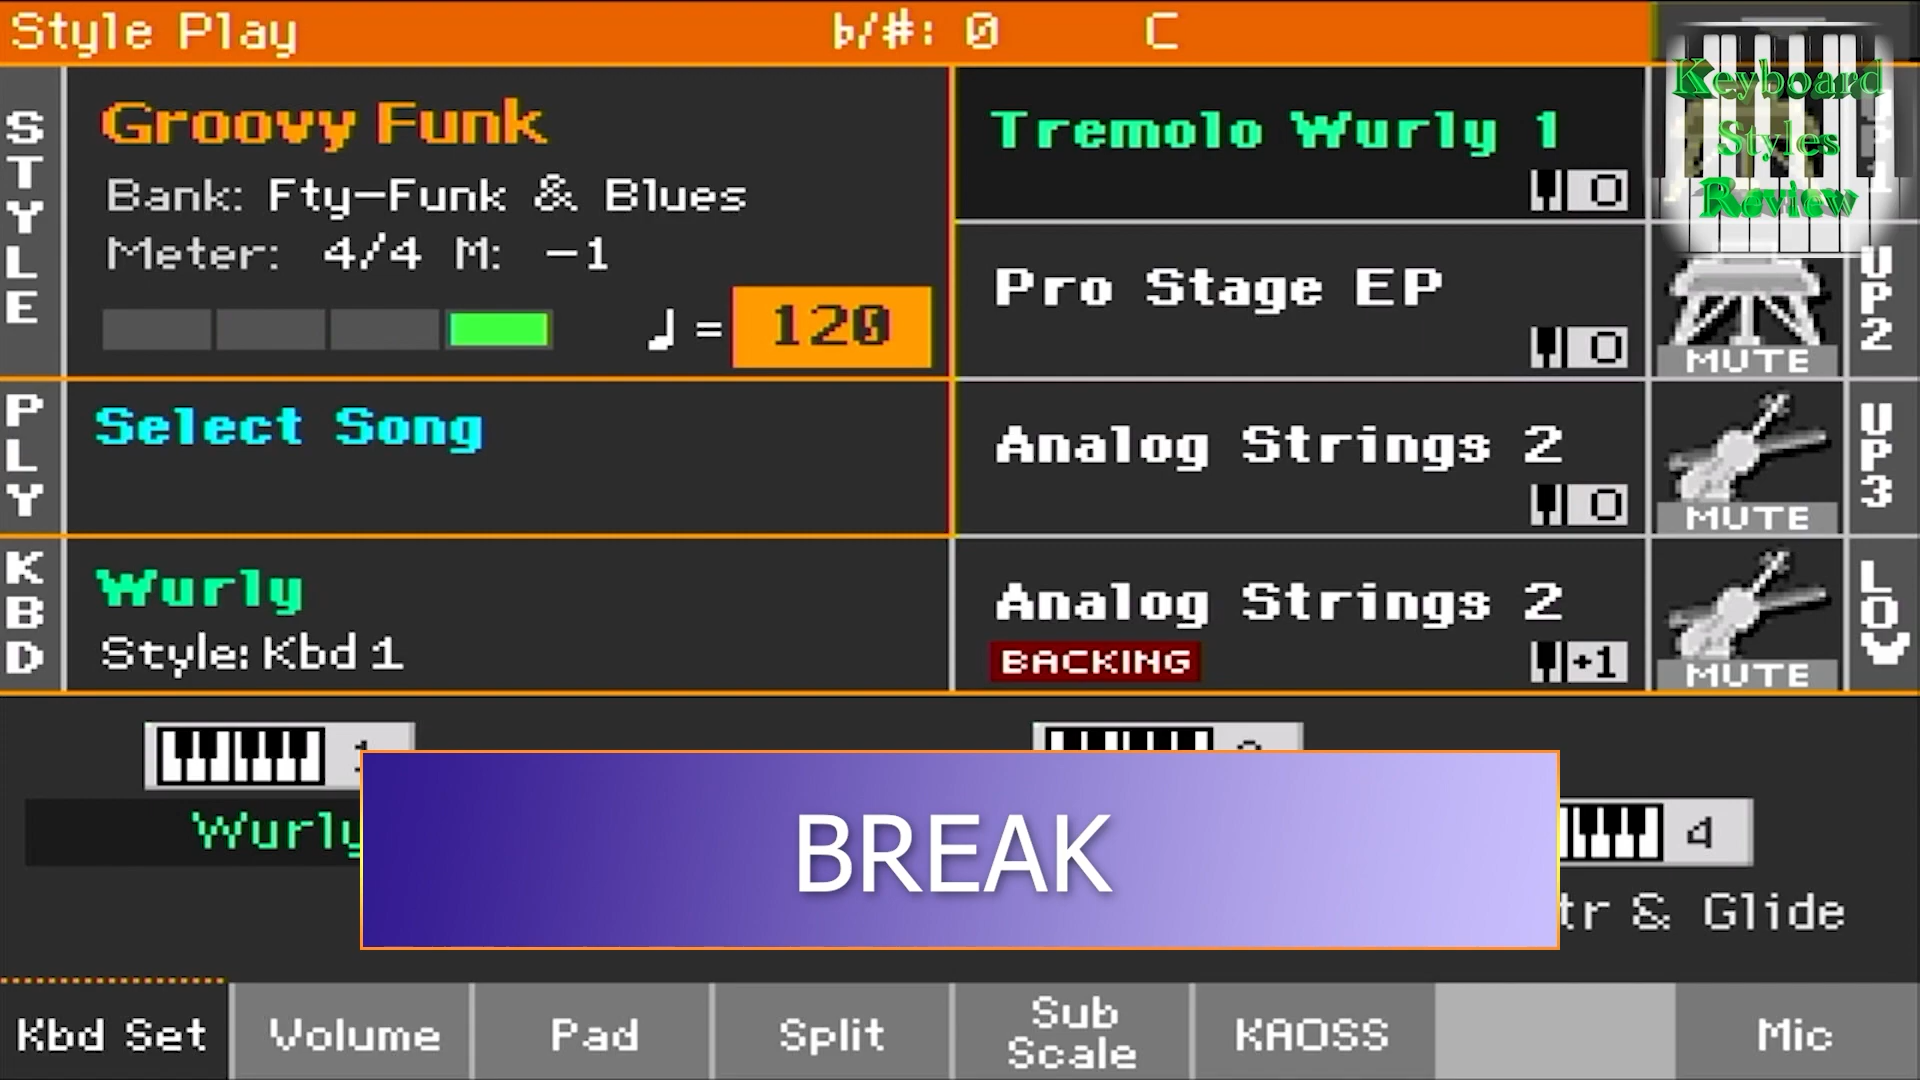 Style Play b/#: 0 C
Keyboard
Styles
Review
STYLE
Groovy Funk
Bank: Fty-Funk & Blues
Meter: 4/4 M: -1
♩ = 120
Tremolo Wurly 1
0
Pro Stage EP
0
MUTE
UP2
PLY
Select Song
Analog Strings 2
0
MUTE
UP3
KBD
Wurly
Style: Kbd 1
Analog Strings 2
BACKING
+1
MUTE
LOW
Wurly
4
BREAK
& Glide
Kbd Set Volume Pad Split Sub Scale KAOSS Mic